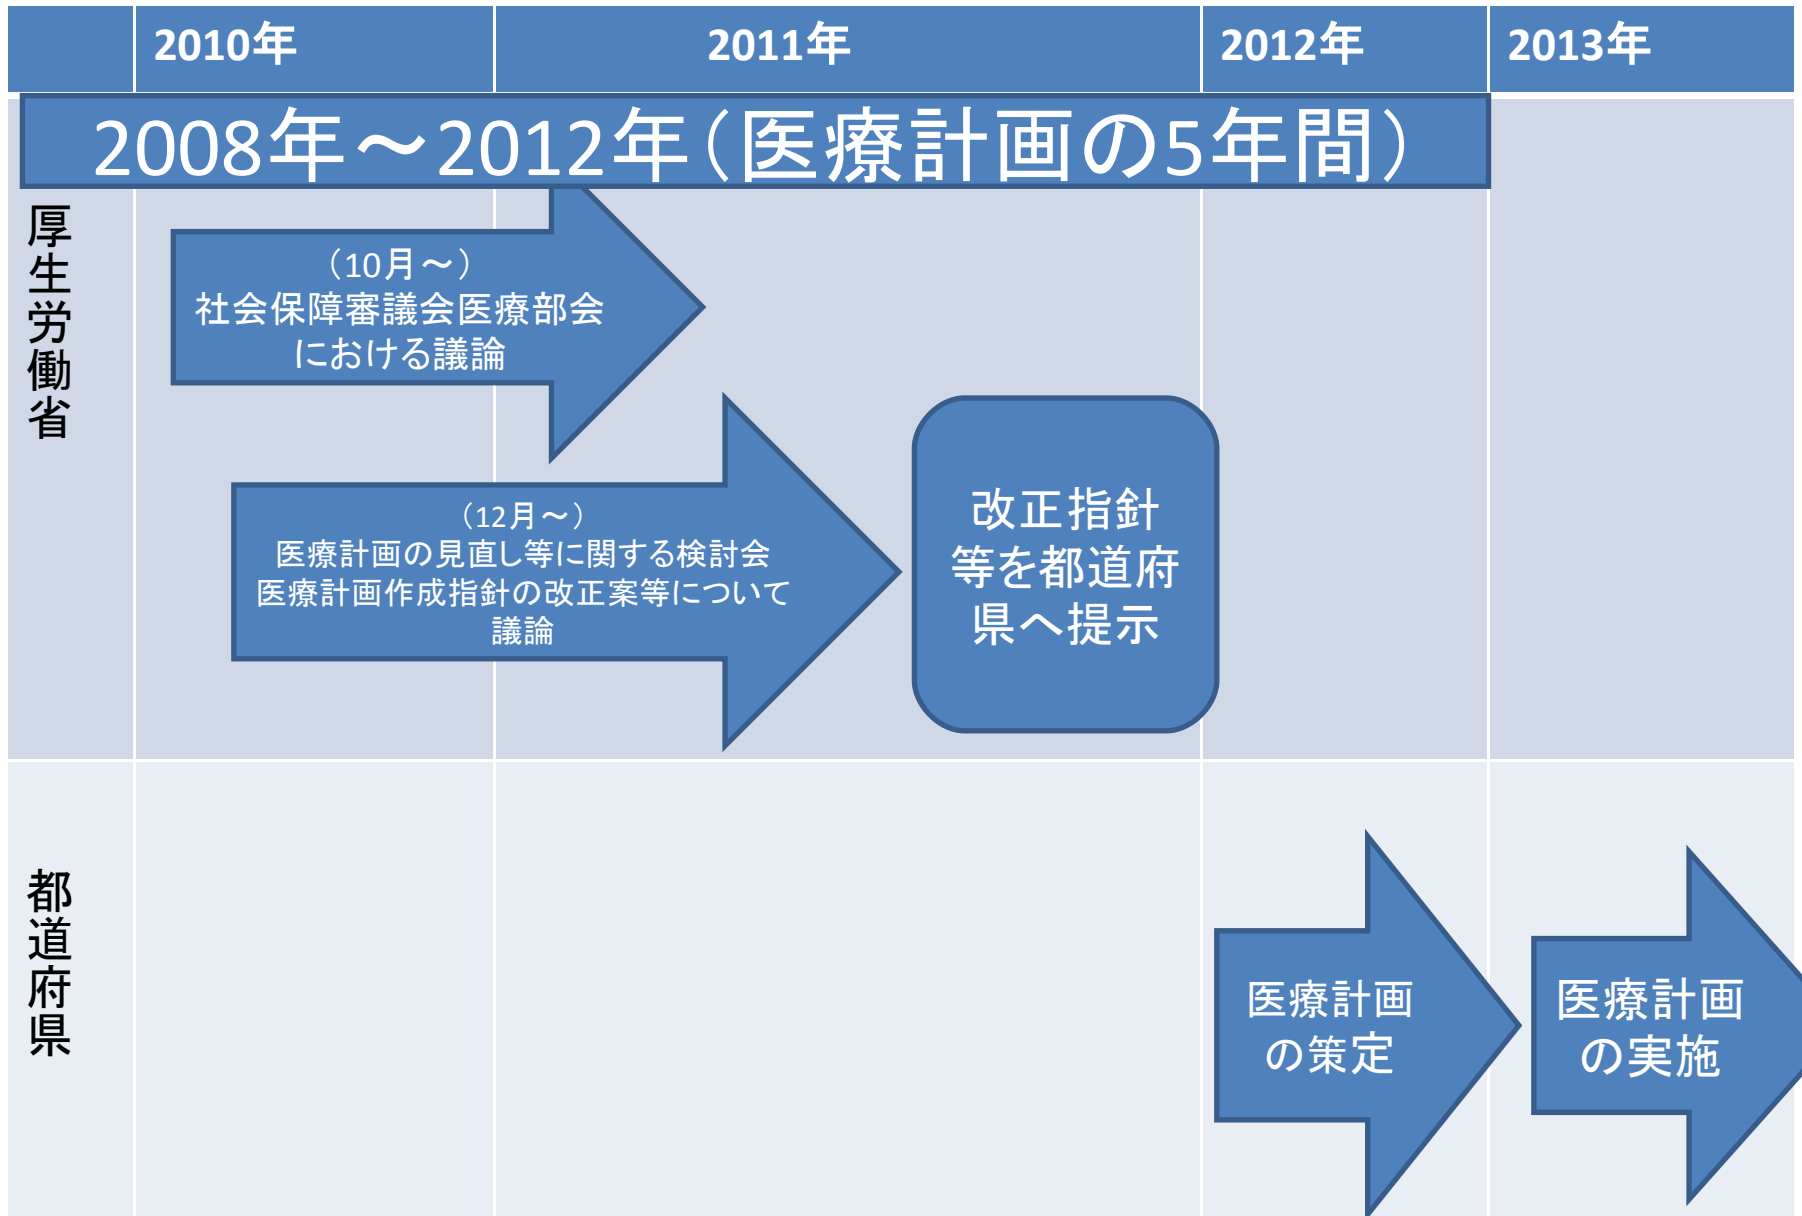 2010年
2011年
2012年
2013年
2008年～2012年（医療計画の5年間）
厚生労働省
（10月～）
社会保障審議会医療部会
における議論
（12月～）
医療計画の見直し等に関する検討会
医療計画作成指針の改正案等について
議論
改正指針
等を都道府
県へ提示
都道府県
医療計画
の策定
医療計画
の実施